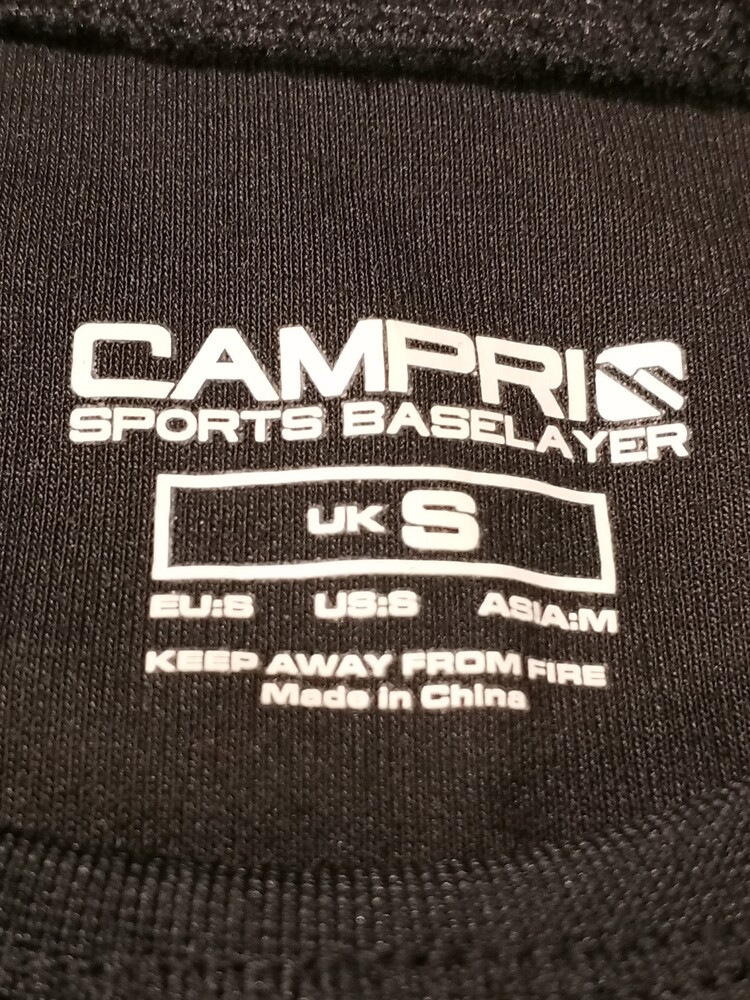 CAMPRI
SPORTS BASELAYER
UK S
EU:S US:S ASIA:M
KEEP AWAY FROM FIRE
Made in China